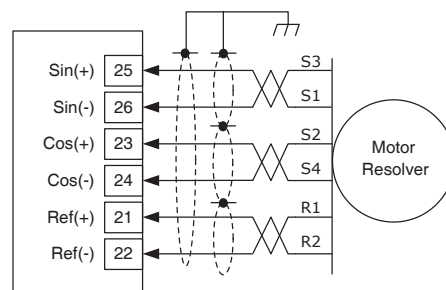 Sin(+) 25 S3
Sin(-) 26 S1
Cos(+) 23 S2
Cos(-) 24 S4
Ref(+) 21 R1
Ref(-) 22 R2
Motor
Resolver